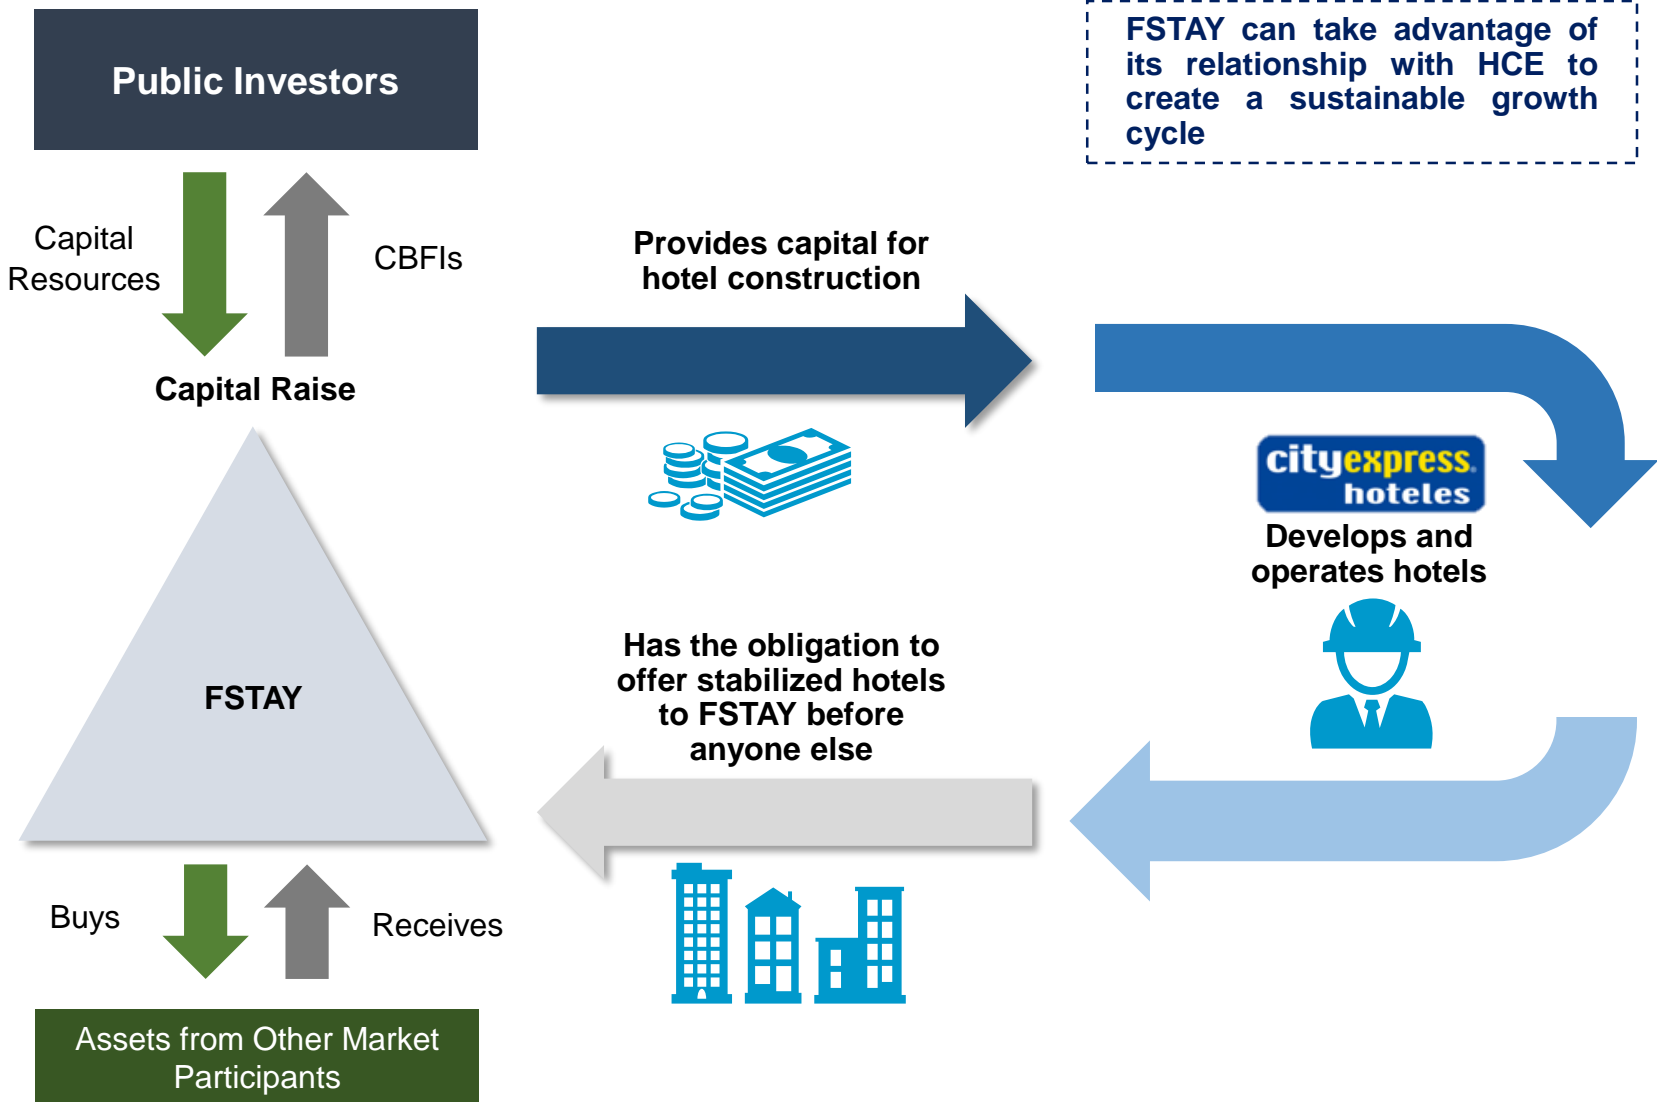 Public Investors
FSTAY can take advantage of
its relationship with HCE to
create a sustainable growth
cycle
Capital
Resources
CBFIs
Provides capital for
hotel construction
Capital Raise
cityexpress.
hoteles
Develops and
operates hotels
Has the obligation to
offer stabilized hotels
to FSTAY before
anyone else
FSTAY
Buys
Receives
Assets from Other Market
Participants